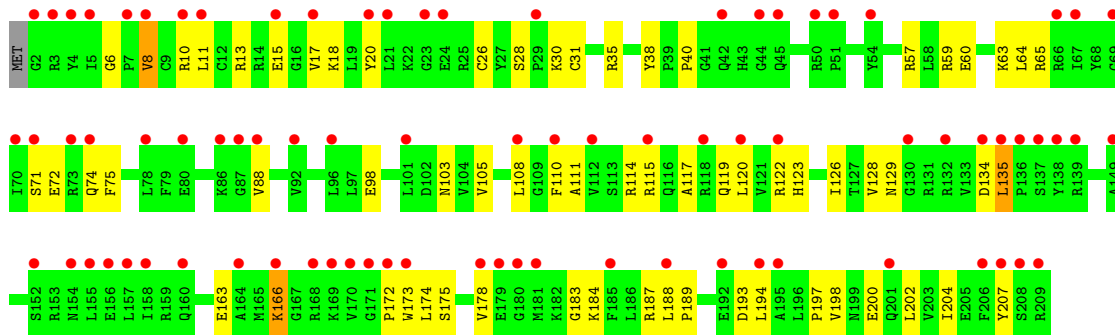 MET G2 R3 Y4 I5 G6 P7 V8 C9 R10 L11 C12 R13 R14 E15 G16 V17 K18 L19 Y20 L21 K22 G23 E24 R25 C26 Y27 S28 P29 K30 C31 R35 Y38 P39 P40 G41 Q42 H43 G44 Q45 R50 P51 Y54 R57 L58 R59 E60 K63 L64 R65 R66 I67 Y68 G69
I70 S71 E72 R73 Q74 F75 L78 F79 E80 K86 G87 V88 V92 L96 L97 E98 L101 D102 N103 V104 V105 L108 G109 F110 A111 V112 S113 R114 R115 Q116 A117 R118 Q119 L120 V121 R122 H123 I126 T127 V128 N129 G130 R131 R132 V133 D134 L135 P136 S137 Y138 R139 A149
S152 R153 N154 L155 E156 L157 I158 R159 Q160 E163 A164 M165 K166 G167 R168 K169 V170 G171 P172 W173 L174 S175 V178 E179 G180 M181 K182 G183 K184 F185 L186 R187 L188 P189 E192 D193 L194 A195 L196 P197 V198 N199 E200 Q201 L202 V203 I204 E205 F206 Y207 S208 R209